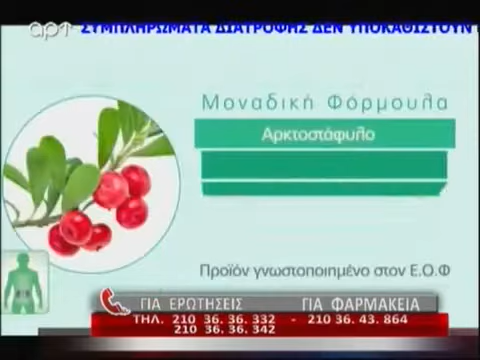 αρτ
ΣΥΜΠΛΗΡΩΜΑΤΑ ΔΙΑΤΡΟΦΗΣ ΔΕΝ ΥΠΟΚΑΘΙΣΤΟΥΝ
Μοναδική Φόρμουλα
Αρκτοστάφυλο
Προϊόν γνωστοποιημένο στον Ε.Ο.Φ
ΓΙΑ ΕΡΩΤΗΣΕΙΣ ΓΙΑ ΦΑΡΜΑΚΕΙΑ
ΤΗΛ. 210 36.36.332 - 210 36.43.864
210 36.36.342